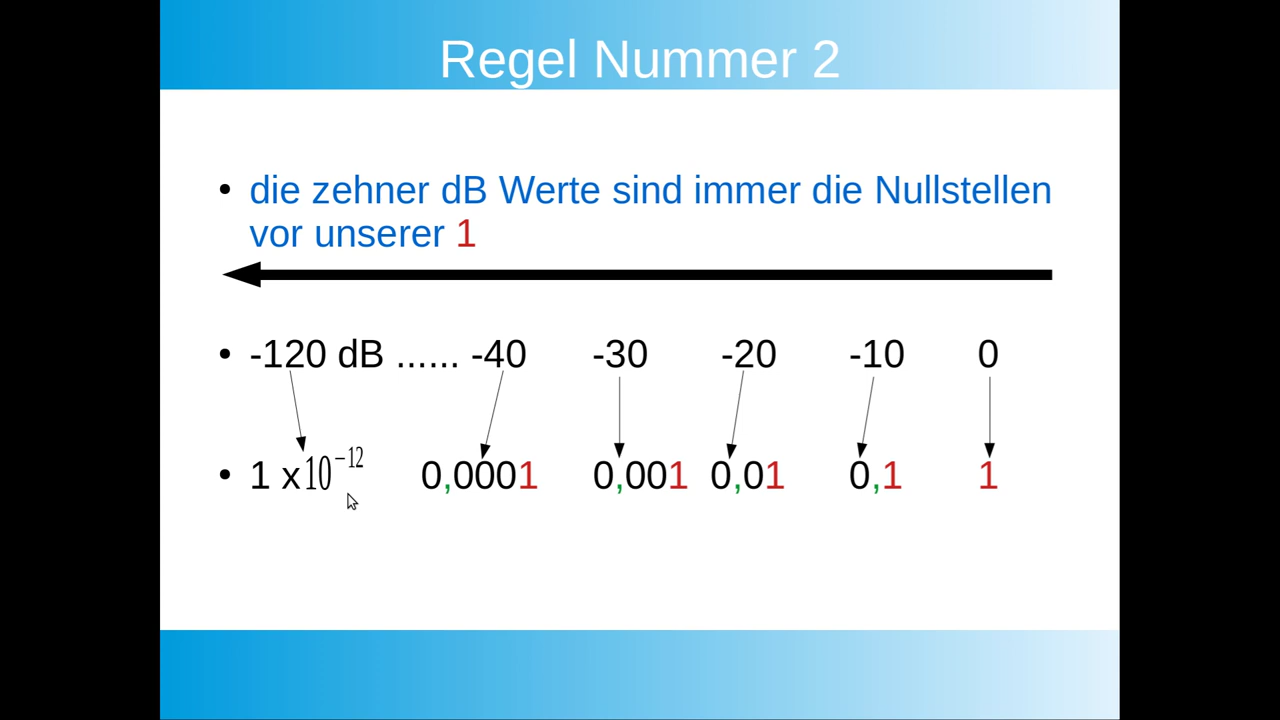 Regel Nummer 2
• die zehner dB Werte sind immer die Nullstellen
vor unserer 1
• -120 dB ...... -40 -30 -20 -10 0
• 1 x10⁻¹² 0,0001 0,001 0,01 0,1 1